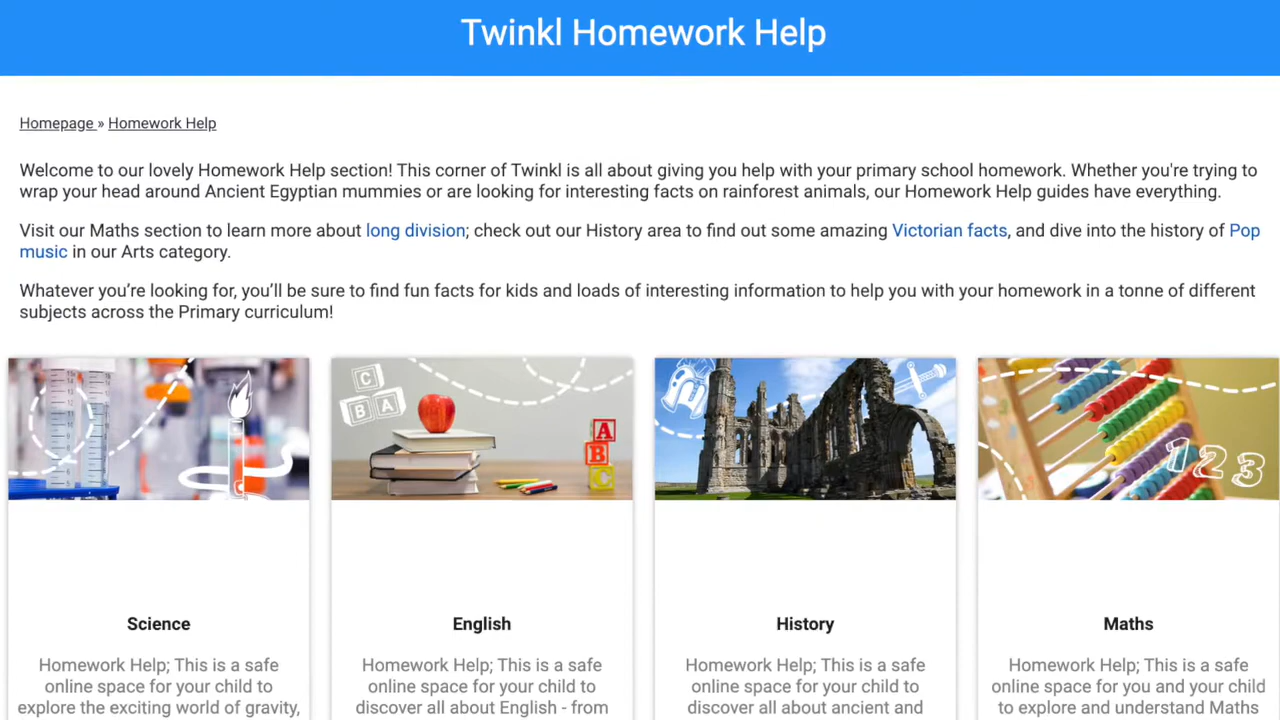 Twinkl Homework Help
Homepage » Homework Help
Welcome to our lovely Homework Help section! This corner of Twinkl is all about giving you help with your primary school homework. Whether you're trying to
wrap your head around Ancient Egyptian mummies or are looking for interesting facts on rainforest animals, our Homework Help guides have everything.
Visit our Maths section to learn more about long division; check out our History area to find out some amazing Victorian facts, and dive into the history of Pop
music in our Arts category.
Whatever you’re looking for, you’ll be sure to find fun facts for kids and loads of interesting information to help you with your homework in a tonne of different
subjects across the Primary curriculum!
C
B A
A
B
C
1 2 3
Science
Homework Help; This is a safe
online space for your child to
explore the exciting world of gravity,
English
Homework Help; This is a safe
online space for your child to
discover all about English - from
History
Homework Help; This is a safe
online space for your child to
discover all about ancient and
Maths
Homework Help; This is a safe
online space for you and your child
to explore and understand Maths